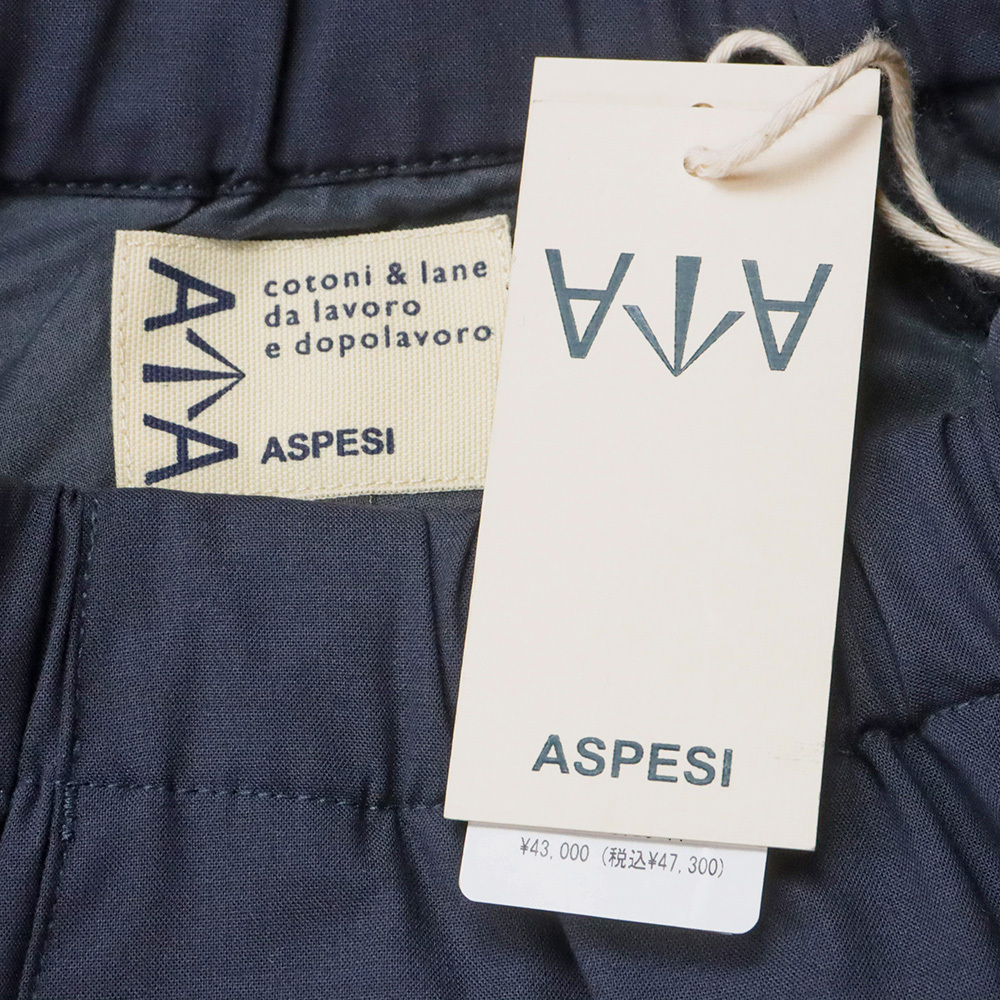 cotoni & lane
da lavoro
e dopolavoro
ASPESI
ASPESI
¥43,000 (税込¥47,300)